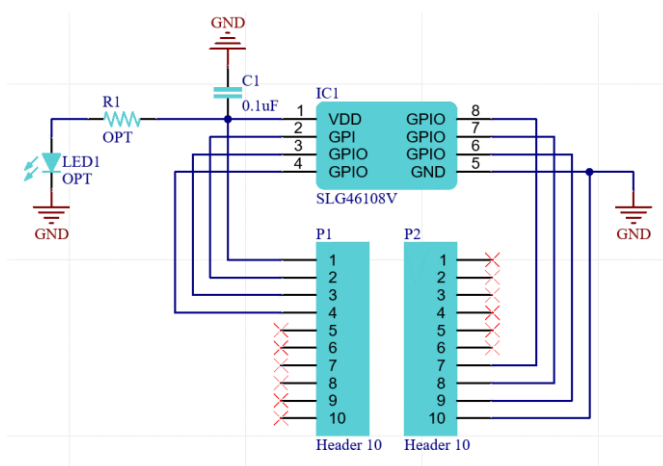 GND
C1
0.1uF
R1
OPT
LED1
OPT
GND
IC1
1 VDD GPIO 8
2 GPI GPIO 7
3 GPIO GPIO 6
4 GPIO GND 5
SLG46108V
GND
P1 P2
1 1
2 2
3 3
4 4
5 5
6 6
7 7
8 8
9 9
10 10
Header 10 Header 10